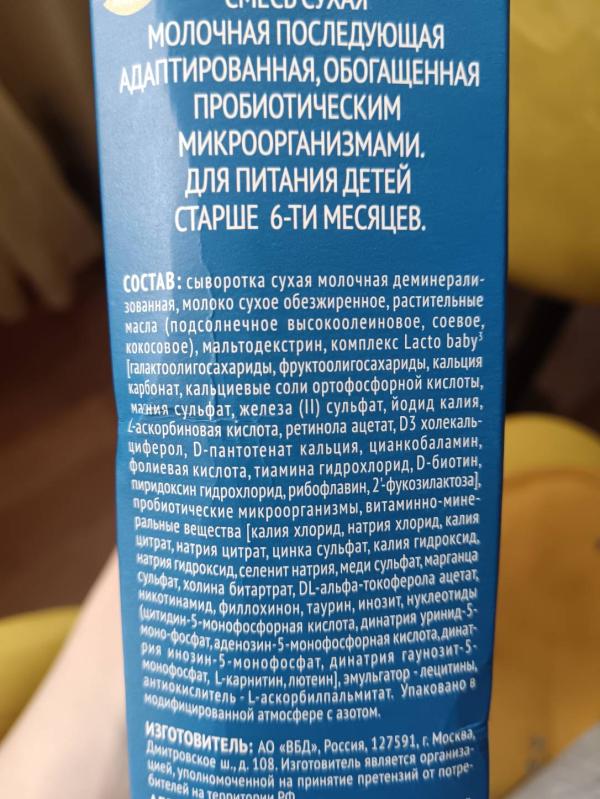 СМЕСЬ СУХАЯ
МОЛОЧНАЯ ПОСЛЕДУЮЩАЯ
АДАПТИРОВАННАЯ, ОБОГАЩЕННАЯ
ПРОБИОТИЧЕСКИМ
МИКРООРГАНИЗМАМИ.
ДЛЯ ПИТАНИЯ ДЕТЕЙ
СТАРШЕ 6-ТИ МЕСЯЦЕВ.
СОСТАВ: сыворотка сухая молочная деминерали-
зованная, молоко сухое обезжиренное, растительные
масла (подсолнечное высокоолеиновое, соевое,
кокосовое), мальтодекстрин, комплекс Lacto baby³
[галактоолигосахариды, фруктоолигосахариды, кальция
карбонат, кальциевые соли ортофосфорной кислоты,
магния сульфат, железа (II) сульфат, йодид калия,
L-аскорбиновая кислота, ретинола ацетат, D3 холекаль-
циферол, D-пантотенат кальция, цианкобаламин,
фолиевая кислота, тиамина гидрохлорид, D-биотин,
пиридоксин гидрохлорид, рибофлавин, 2'-фукозилактоза],
пробиотические микроорганизмы, витаминно-мине-
ральные вещества [калия хлорид, натрия хлорид, калия
цитрат, натрия цитрат, цинка сульфат, калия гидроксид,
натрия гидроксид, селенит натрия, меди сульфат, марганца
сульфат, холина битартрат, DL-альфа-токоферола ацетат,
никотинамид, филлохинон, таурин, инозит, нуклеотиды
(цитидин-5-монофосфорная кислота, динатрия уринид-5-
моно-фосфат, аденозин-5-монофосфорная кислота, динат-
рия инозин-5-монофосфат, динатрия гаунозит-5-
монофосфат, L-карнитин, лютеин], эмульгатор - лецитины,
антиокислитель - L-аскорбилпальмитат. Упаковано в
модифицированной атмосфере с азотом.
ИЗГОТОВИТЕЛЬ: АО «ВБД», Россия, 127591, г. Москва,
Дмитровское ш., д. 108. Изготовитель является организа-
цией, уполномоченной на принятие претензий от потре-
бителей на территории РФ.